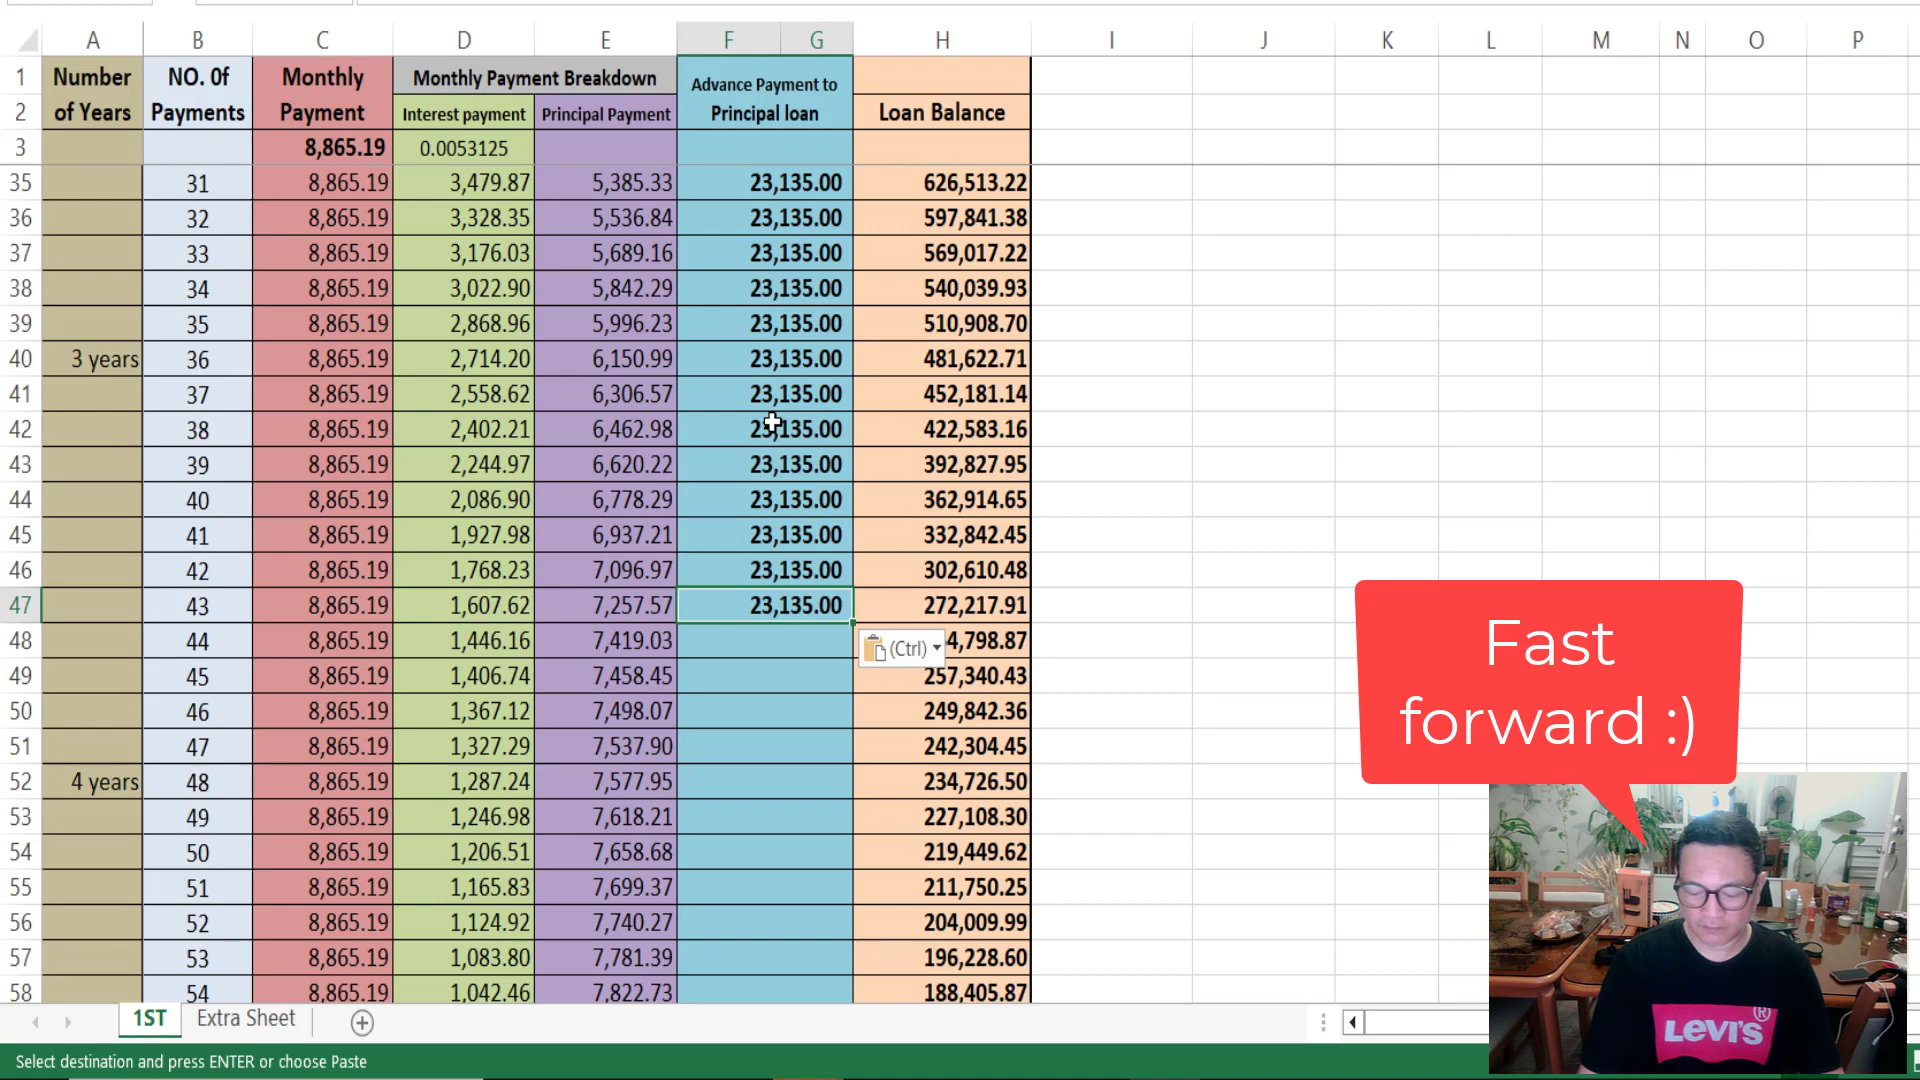 A B C D E F G H I J K L M N O P
1 Number NO. Of Monthly Monthly Payment Breakdown Advance Payment to
2 of Years Payments Payment Interest payment Principal Payment Principal loan Loan Balance
3 8,865.19 0.0053125
35 31 8,865.19 3,479.87 5,385.33 23,135.00 626,513.22
36 32 8,865.19 3,328.35 5,536.84 23,135.00 597,841.38
37 33 8,865.19 3,176.03 5,689.16 23,135.00 569,017.22
38 34 8,865.19 3,022.90 5,842.29 23,135.00 540,039.93
39 35 8,865.19 2,868.96 5,996.23 23,135.00 510,908.70
40 3 years 36 8,865.19 2,714.20 6,150.99 23,135.00 481,622.71
41 37 8,865.19 2,558.62 6,306.57 23,135.00 452,181.14
42 38 8,865.19 2,402.21 6,462.98 23,135.00 422,583.16
43 39 8,865.19 2,244.97 6,620.22 23,135.00 392,827.95
44 40 8,865.19 2,086.90 6,778.29 23,135.00 362,914.65
45 41 8,865.19 1,927.98 6,937.21 23,135.00 332,842.45
46 42 8,865.19 1,768.23 7,096.97 23,135.00 302,610.48
47 43 8,865.19 1,607.62 7,257.57 23,135.00 272,217.91
48 44 8,865.19 1,446.16 7,419.03 (Ctrl) 4,798.87
49 45 8,865.19 1,406.74 7,458.45 257,340.43
50 46 8,865.19 1,367.12 7,498.07 249,842.36
51 47 8,865.19 1,327.29 7,537.90 242,304.45
52 4 years 48 8,865.19 1,287.24 7,577.95 234,726.50
53 49 8,865.19 1,246.98 7,618.21 227,108.30
54 50 8,865.19 1,206.51 7,658.68 219,449.62
55 51 8,865.19 1,165.83 7,699.37 211,750.25
56 52 8,865.19 1,124.92 7,740.27 204,009.99
57 53 8,865.19 1,083.80 7,781.39 196,228.60
58 54 8,865.19 1,042.46 7,822.73 188,405.87
Fast
forward :)
LEVI'S ®
1ST Extra Sheet
Select destination and press ENTER or choose Paste